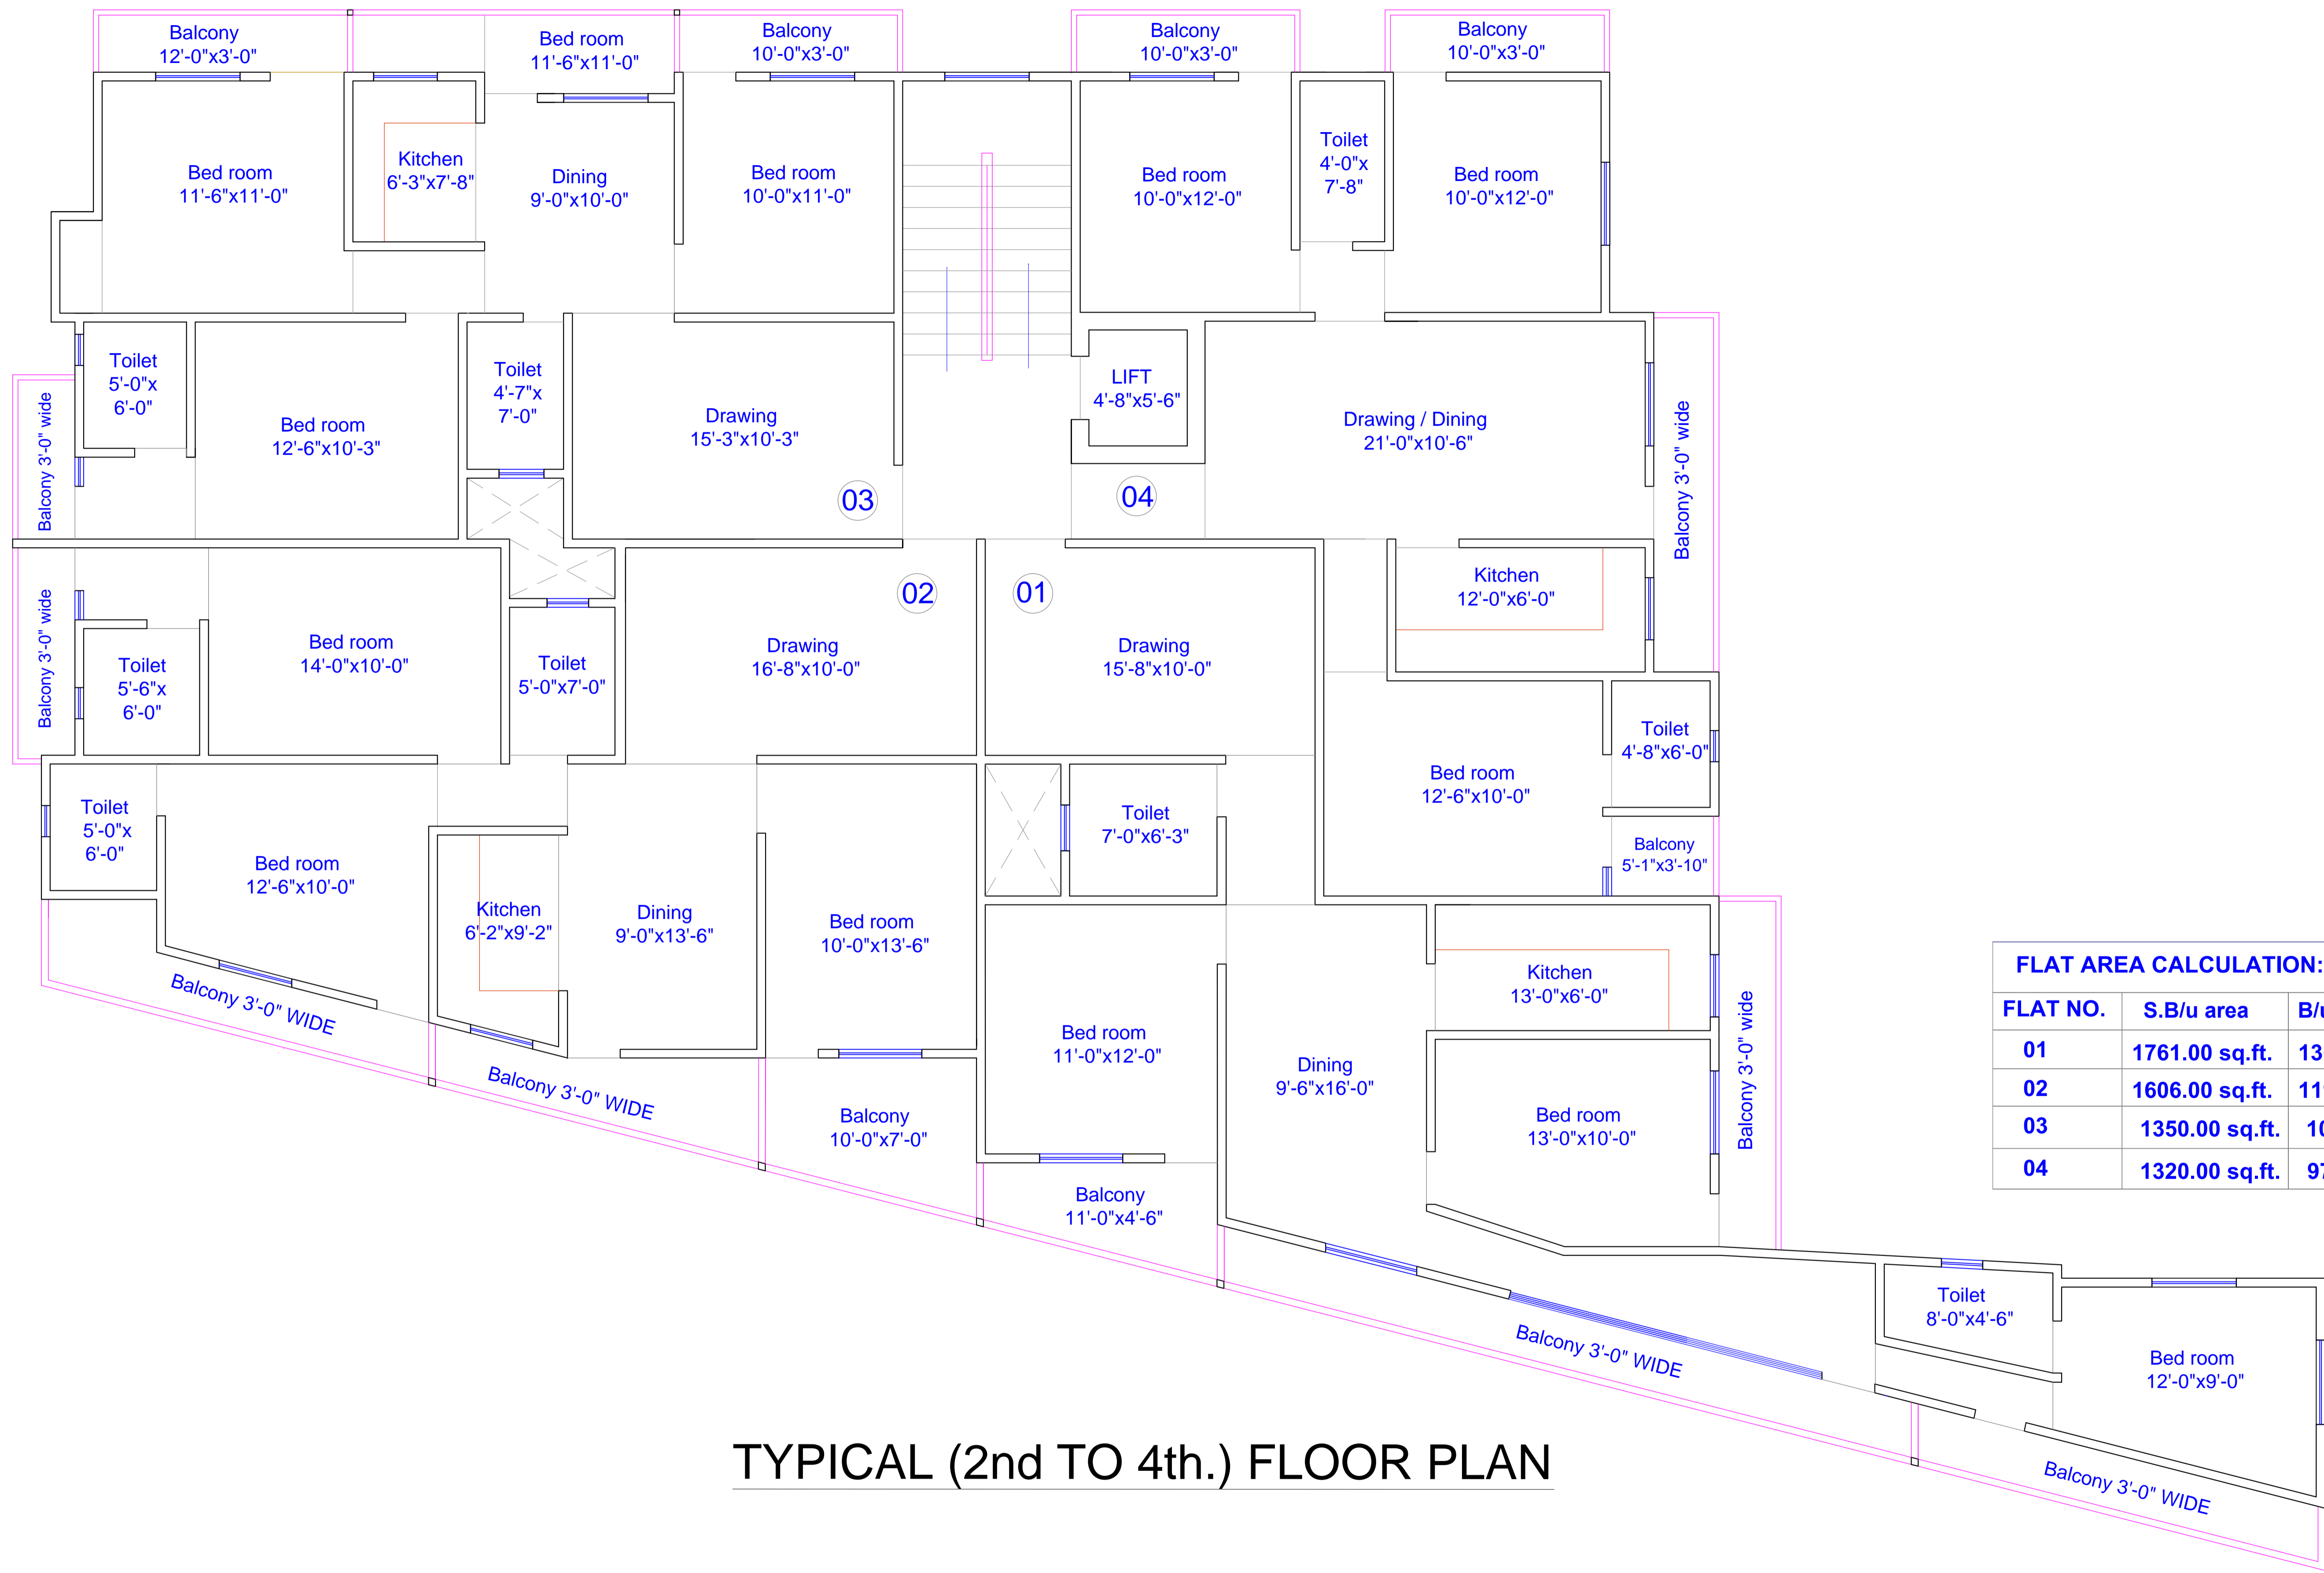 Balcony
12'-0"x3'-0"
Bed room
11'-6"x11'-0"
Balcony
10'-0"x3'-0"
Balcony
10'-0"x3'-0"
Balcony
10'-0"x3'-0"
Bed room
11'-6"x11'-0"
Kitchen
6'-3"x7'-8"
Dining
9'-0"x10'-0"
Bed room
10'-0"x11'-0"
Bed room
10'-0"x12'-0"
Toilet
4'-0"x
7'-8"
Bed room
10'-0"x12'-0"
Balcony 3'-0" wide
Toilet
5'-0"x
6'-0"
Bed room
12'-6"x10'-3"
Toilet
4'-7"x
7'-0"
Drawing
15'-3"x10'-3"
03
LIFT
4'-8"x5'-6"
04
Drawing / Dining
21'-0"x10'-6"
Balcony 3'-0" wide
Balcony 3'-0" wide
Toilet
5'-6"x
6'-0"
Bed room
14'-0"x10'-0"
Toilet
5'-0"x7'-0"
02
Drawing
16'-8"x10'-0"
01
Drawing
15'-8"x10'-0"
Kitchen
12'-0"x6'-0"
Toilet
4'-8"x6'-0"
Bed room
12'-6"x10'-0"
Balcony
5'-1"x3'-10"
Toilet
5'-0"x
6'-0"
Bed room
12'-6"x10'-0"
Kitchen
6'-2"x9'-2"
Dining
9'-0"x13'-6"
Bed room
10'-0"x13'-6"
Toilet
7'-0"x6'-3"
Balcony 3'-0" WIDE
Balcony 3'-0" WIDE
Balcony
10'-0"x7'-0"
Bed room
11'-0"x12'-0"
Balcony
11'-0"x4'-6"
Dining
9'-6"x16'-0"
Kitchen
13'-0"x6'-0"
Bed room
13'-0"x10'-0"
Balcony 3'-0" wide
FLAT AREA CALCULATION:
FLAT NO. S.B/u area
01 1761.00 sq.ft.
02 1606.00 sq.ft.
03 1350.00 sq.ft.
04 1320.00 sq.ft.
Toilet
8'-0"x4'-6"
Bed room
12'-0"x9'-0"
Balcony 3'-0" WIDE
Balcony 3'-0" WIDE
TYPICAL (2nd TO 4th.) FLOOR PLAN